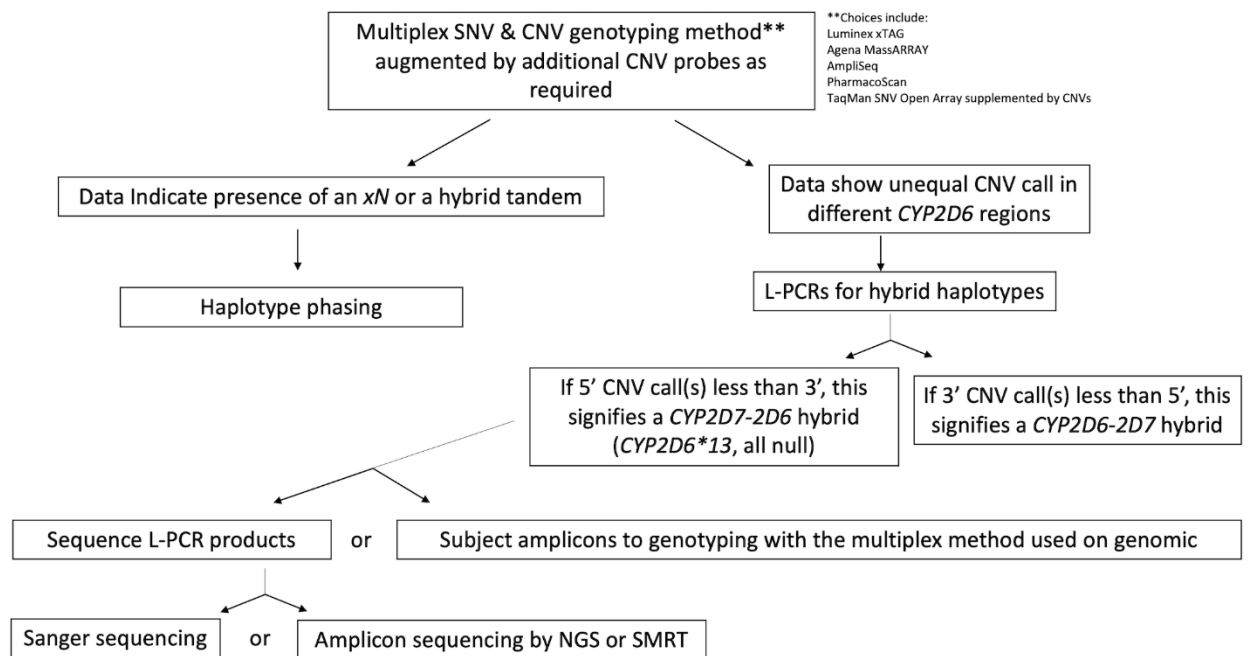 Multiplex SNV & CNV genotyping method**
augmented by additional CNV probes as
required
**Choices include:
Luminex xTAG
Agena MassARRAY
AmpliSeq
PharmacoScan
TaqMan SNV Open Array supplemented by CNVs
Data Indicate presence of an xN or a hybrid tandem
Data show unequal CNV call in
different CYP2D6 regions
Haplotype phasing
L-PCRs for hybrid haplotypes
If 5’ CNV call(s) less than 3’, this
signifies a CYP2D7-2D6 hybrid
(CYP2D6*13, all null)
If 3’ CNV call(s) less than 5’, this
signifies a CYP2D6-2D7 hybrid
Sequence L-PCR products
or
Subject amplicons to genotyping with the multiplex method used on genomic
Sanger sequencing
or
Amplicon sequencing by NGS or SMRT